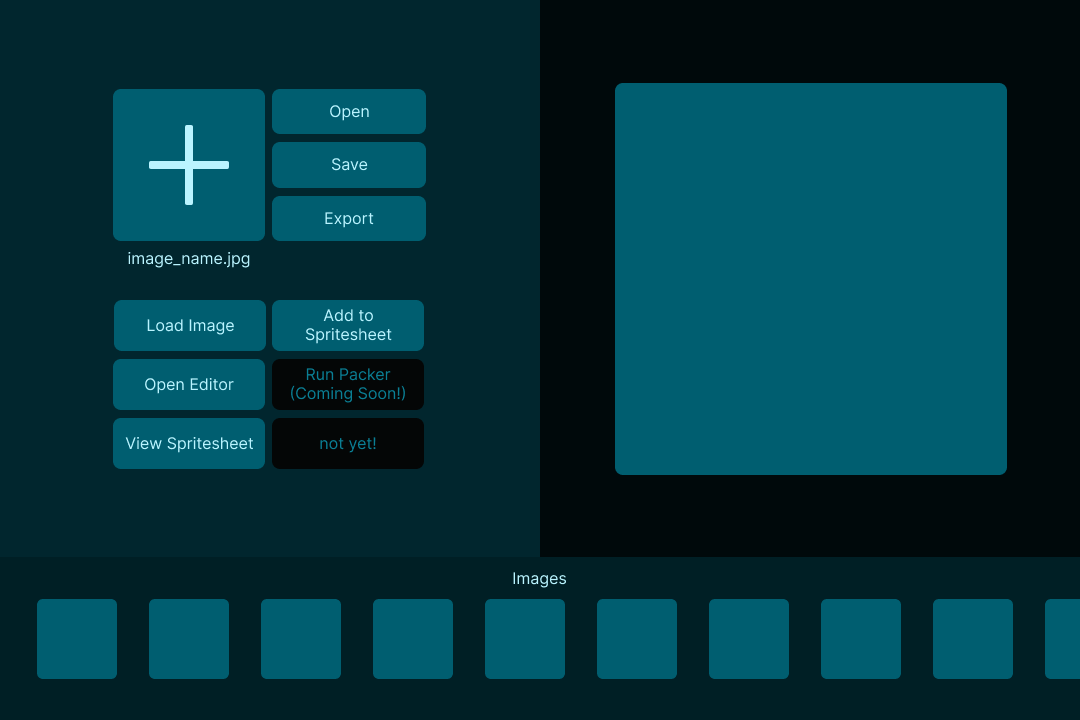 Open
Save
Export
image_name.jpg
Load Image
Add to
Spritesheet
Open Editor
Run Packer
(Coming Soon!)
View Spritesheet
not yet!
Images